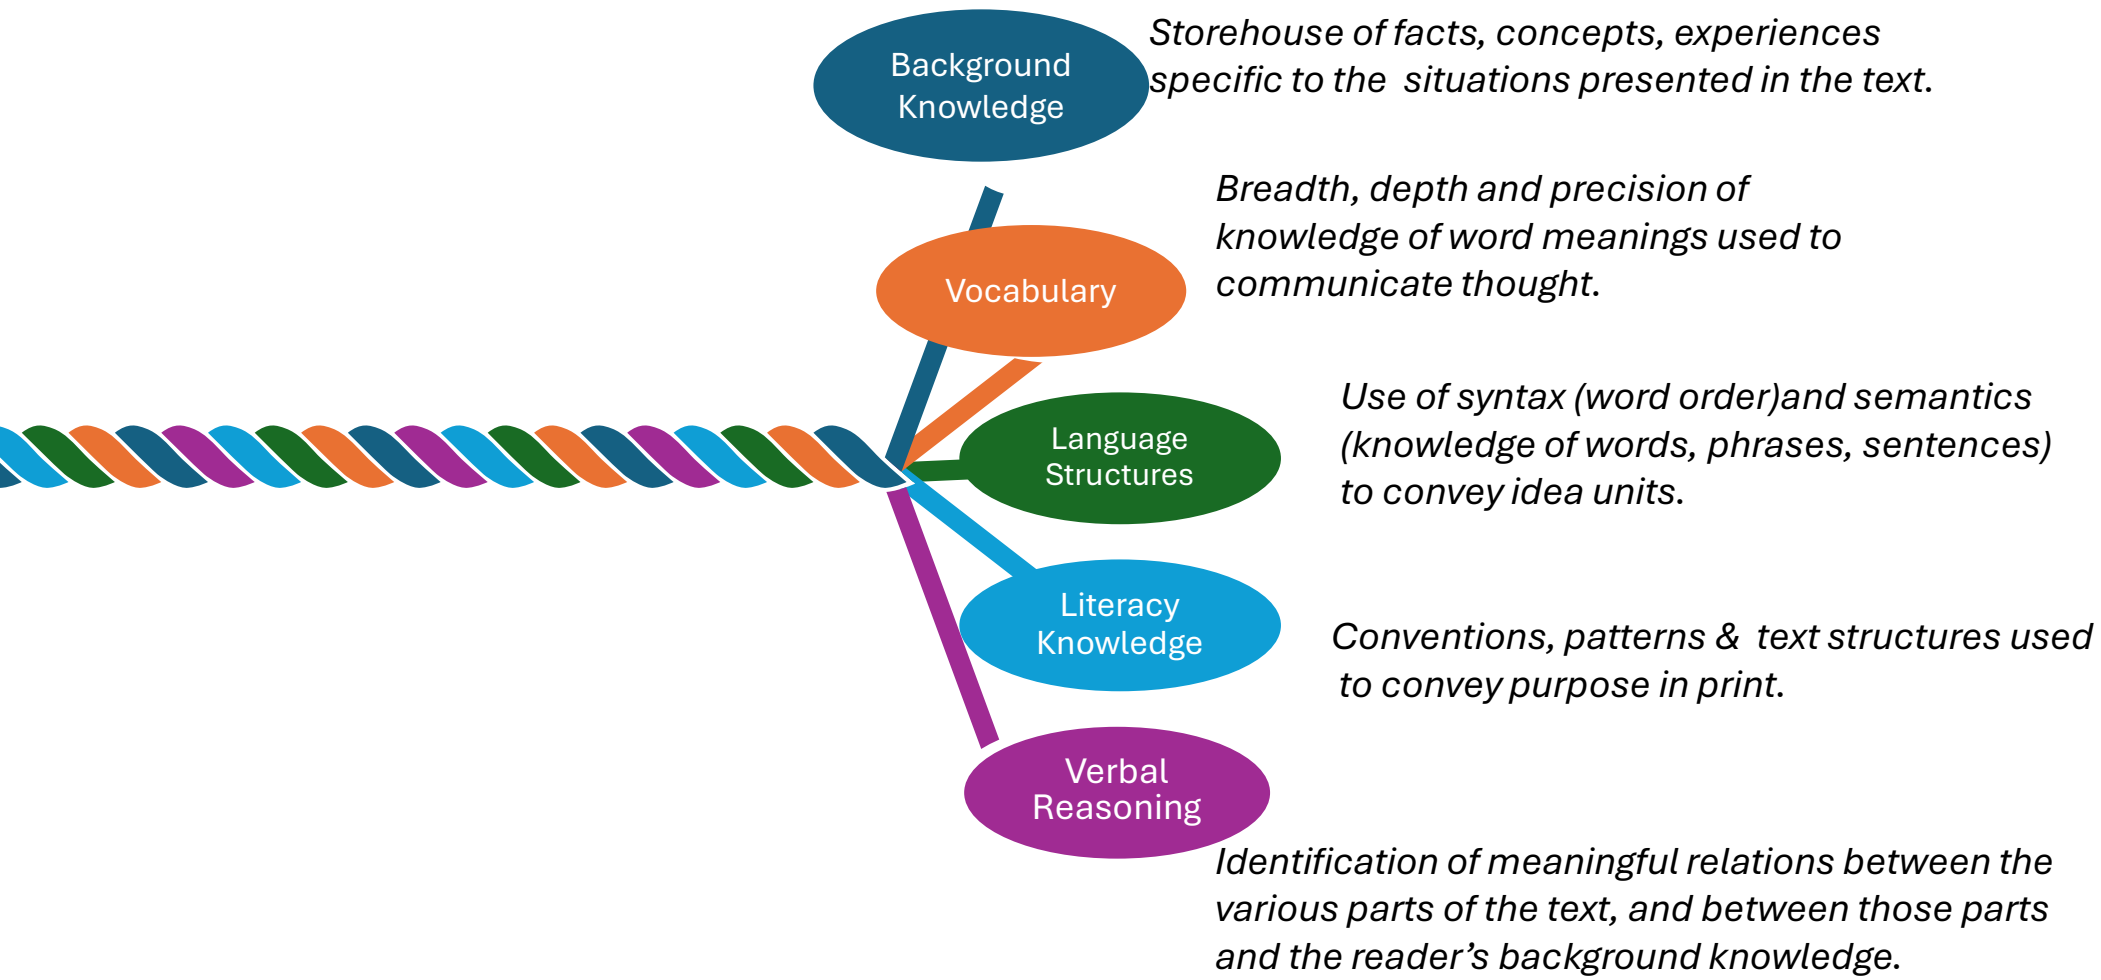 Background
Knowledge
Storehouse of facts, concepts, experiences
specific to the situations presented in the text.
Vocabulary
Breadth, depth and precision of
knowledge of word meanings used to
communicate thought.
Language
Structures
Use of syntax (word order)and semantics
(knowledge of words, phrases, sentences)
to convey idea units.
Literacy
Knowledge
Conventions, patterns & text structures used
to convey purpose in print.
Verbal
Reasoning
Identification of meaningful relations between the
various parts of the text, and between those parts
and the reader’s background knowledge.